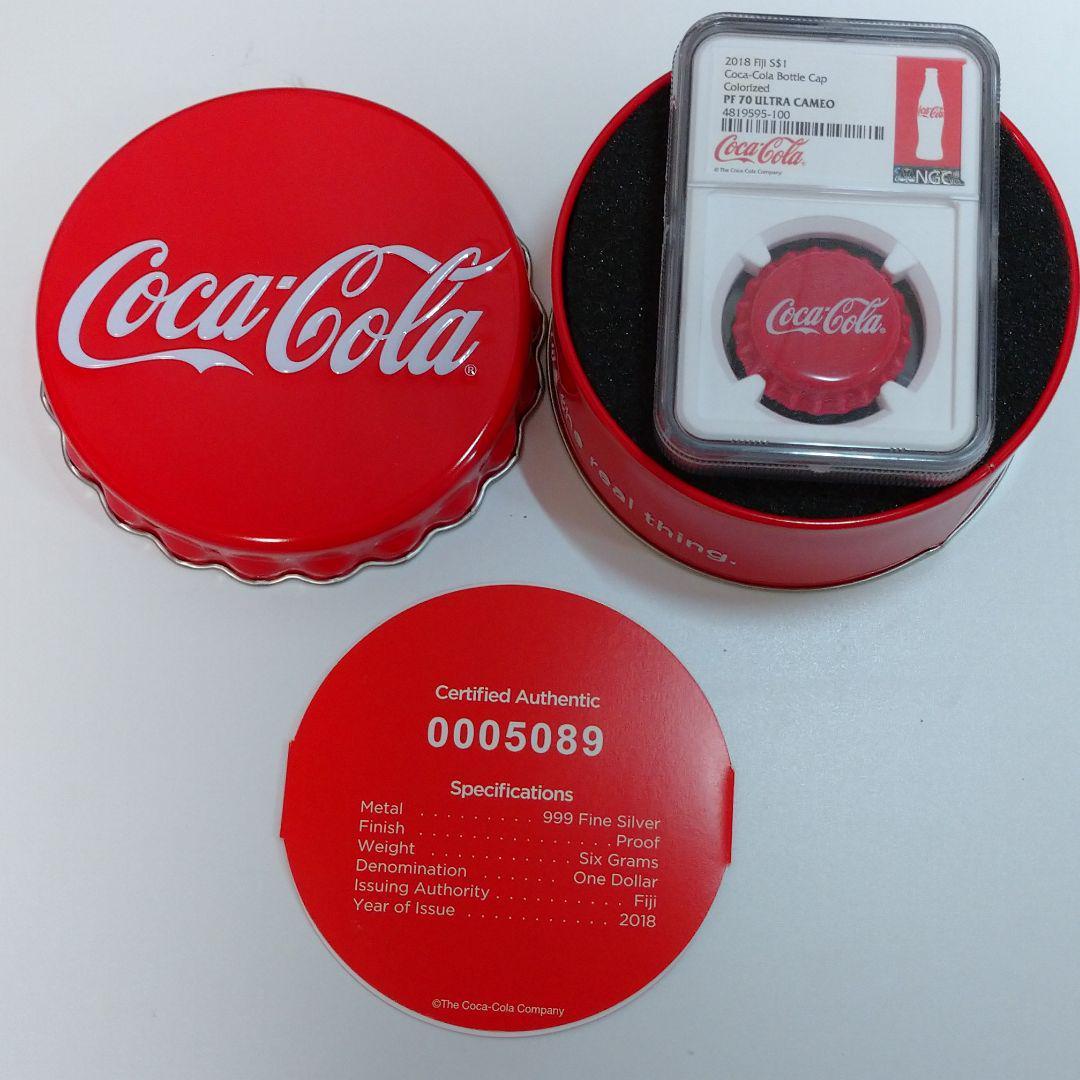 Coca-Cola®
2018 Fiji S$1
Coca-Cola Bottle Cap
Colorized
PF 70 ULTRA CAMEO
4819595-100
Coca-Cola
© The Coca-Cola Company
Coca-Cola
NGC
Coca-Cola®
real thing.
Certified Authentic
0005089
Specifications
Metal . . . . . . . . . . 999 Fine Silver
Finish . . . . . . . . . . . . . . . . . Proof
Weight . . . . . . . . . . . . . Six Grams
Denomination . . . . . . One Dollar
Issuing Authority . . . . . . . . . . Fiji
Year of Issue . . . . . . . . . . . . 2018
©The Coca-Cola Company